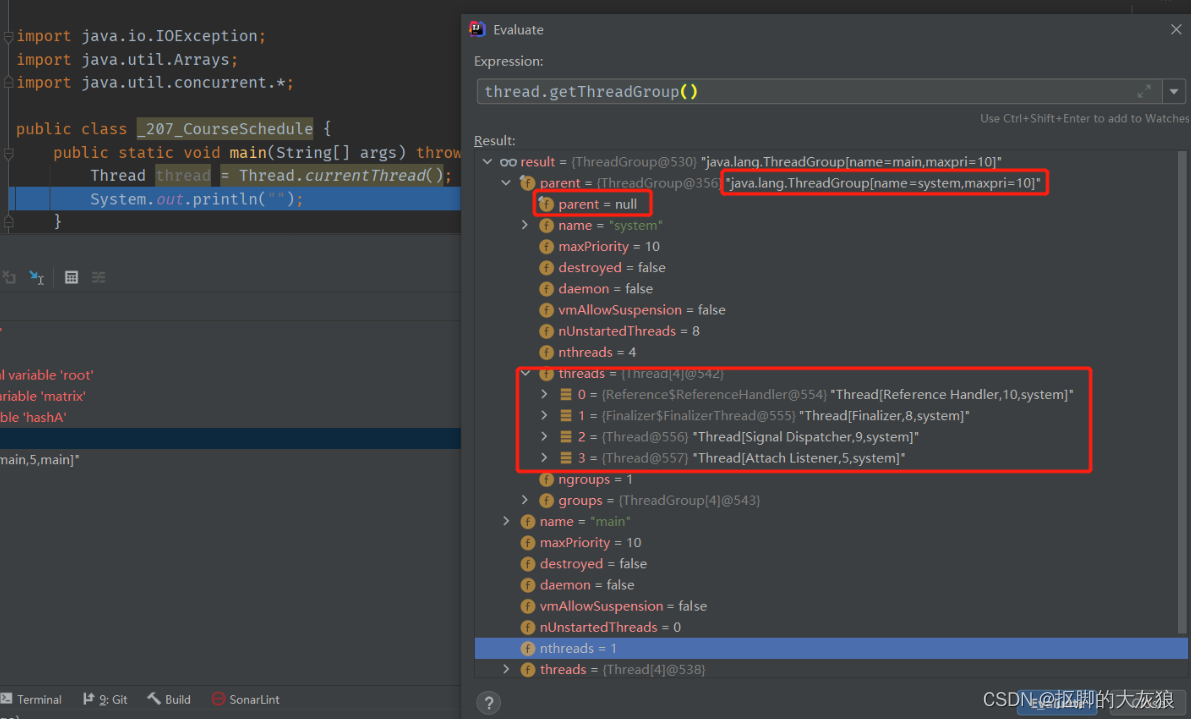 import java.io.IOException;
import java.util.Arrays;
import java.util.concurrent.*;
public class _207_CourseSchedule {
public static void main(String[] args) throw
Thread thread = Thread.currentThread();
System.out.println("");
}
al variable 'root'
ariable 'matrix'
ble 'hashA'
main,5,main]"
Terminal
9: Git
Build
SonarLint
Evaluate
Expression:
thread.getThreadGroup()
Use Ctrl+Shift+Enter to add to Watches
Result:
result = {ThreadGroup@530} "java.lang.ThreadGroup[name=main,maxpri=10]"
parent = {ThreadGroup@356} "java.lang.ThreadGroup[name=system,maxpri=10]"
parent = null
name = "system"
maxPriority = 10
destroyed = false
daemon = false
vmAllowSuspension = false
nUnstartedThreads = 8
nthreads = 4
threads = {Thread[4]@542}
0 = {Reference$ReferenceHandler@554} "Thread[Reference Handler,10,system]"
1 = {Finalizer$FinalizerThread@555} "Thread[Finalizer,8,system]"
2 = {Thread@556} "Thread[Signal Dispatcher,9,system]"
3 = {Thread@557} "Thread[Attach Listener,5,system]"
ngroups = 1
groups = {ThreadGroup[4]@543}
name = "main"
maxPriority = 10
destroyed = false
daemon = false
vmAllowSuspension = false
nUnstartedThreads = 0
nthreads = 1
threads = {Thread[4]@538}
?
CSDN @抠脚的大灰狼